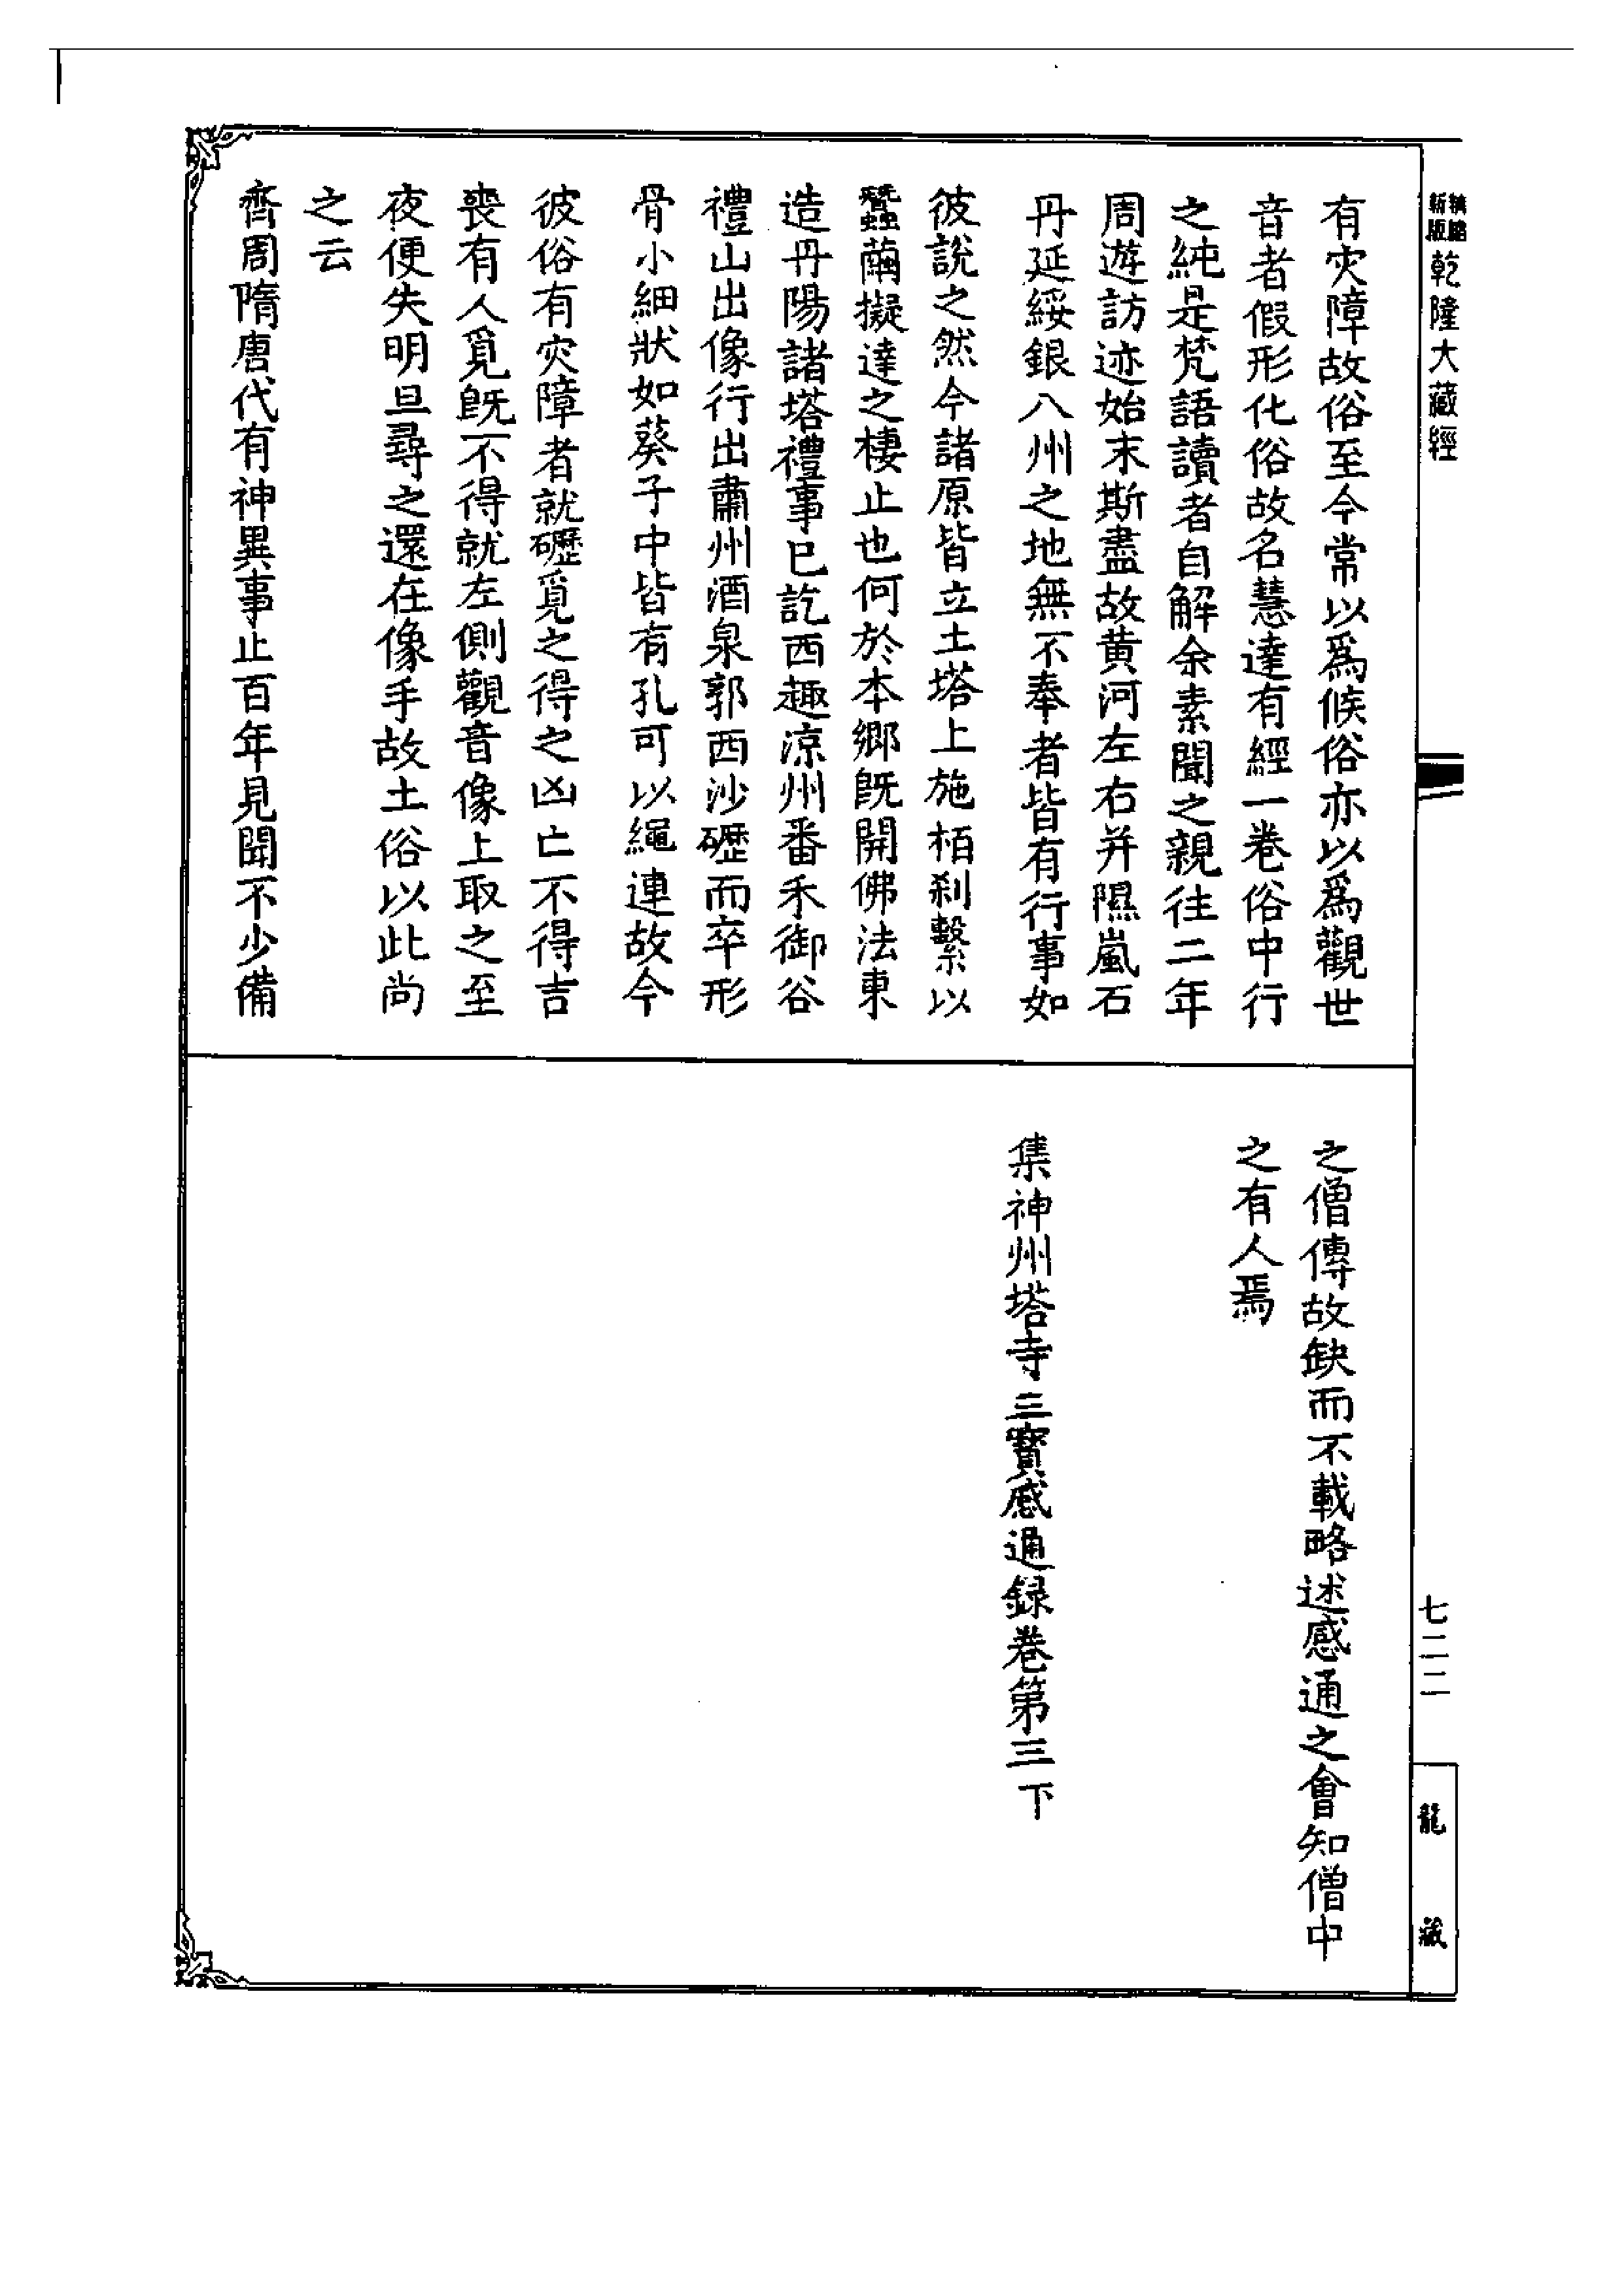 精縮新版乾隆大藏經
有灾障故俗至今常以爲候俗亦以爲觀世
音者假形化俗故名慧達有經一卷俗中行
之純是梵語讀者自解余素聞之親往二年
周遊訪迹始末斯盡故黄河左右并隰嵐石
丹延綏銀八州之地無不奉者皆有行事如
彼説之然今諸原皆立土塔上施栢刹繫以
蠶繭擬達之棲止也何於本郷既開佛法東
造丹陽諸塔禮事已訖西趣涼州番禾御谷
禮山出像行出肅州酒泉郭西沙礰而卒形
骨小細狀如葵子中皆有孔可以繩連故今
彼俗有灾障者就礰覓之得之凶亡不得吉
喪有人覓既不得就左側觀音像上取之至
夜便失明旦尋之還在像手故土俗以此尚
之云
齊周隋唐代有神異事止百年見聞不少備
之僧傳故缺而不載略述感通之會知僧中
之有人焉
集神州塔寺三寳感通録卷第三下
七二二
龍藏